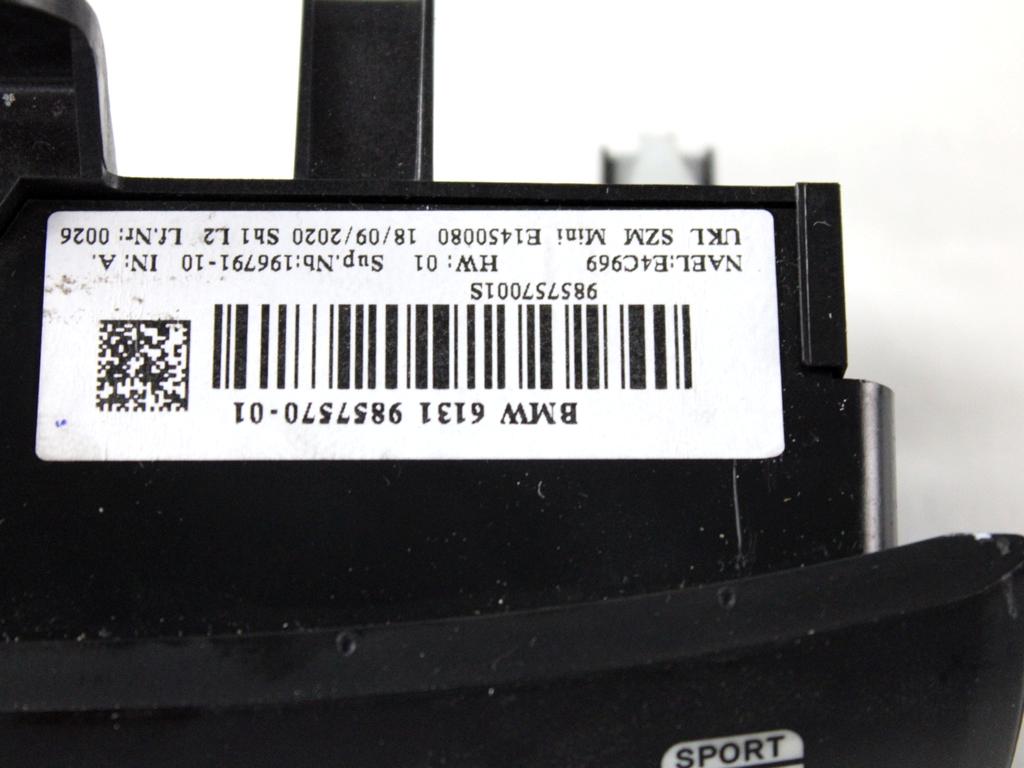 BMW 6131 9857570-01
985757001S
NAEL:E4C969 HW: 01 Sup.Nb:196791-10 IN: A.
UKL SZM Mini E1450080 18/09/2020 Sh1 L2 Lf.Nr: 0026
SPORT